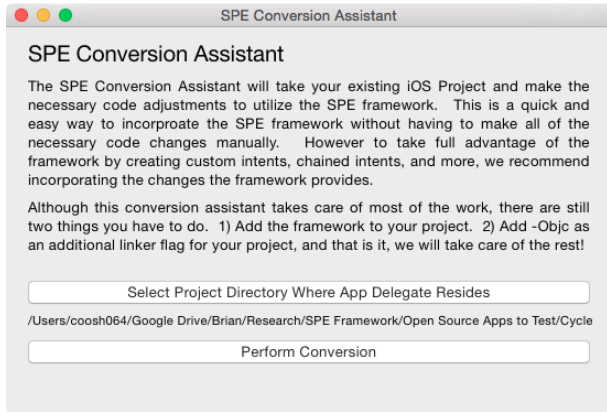 SPE Conversion Assistant
SPE Conversion Assistant
The SPE Conversion Assistant will take your existing iOS Project and make the
necessary code adjustments to utilize the SPE framework. This is a quick and
easy way to incorproate the SPE framework without having to make all of the
necessary code changes manually. However to take full advantage of the
framework by creating custom intents, chained intents, and more, we recommend
incorporating the changes the framework provides.
Although this conversion assistant takes care of most of the work, there are still
two things you have to do. 1) Add the framework to your project. 2) Add -Objc as
an additional linker flag for your project, and that is it, we will take care of the rest!
Select Project Directory Where App Delegate Resides
/Users/coosh064/Google Drive/Brian/Research/SPE Framework/Open Source Apps to Test/Cycle
Perform Conversion